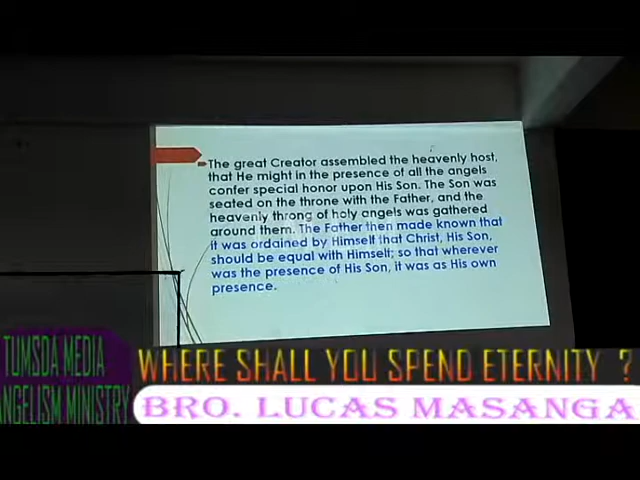 The great Creator assembled the heavenly host,
that He might in the presence of all the angels
confer special honor upon His Son. The Son was
seated on the throne with the Father, and the
heavenly throng of holy angels was gathered
around them. The Father then made known that
it was ordained by Himself that Christ, His Son,
should be equal with Himself; so that wherever
was the presence of His Son, it was as His own
presence.
TUMSDA MEDIA
ANGELISM MINISTRY
WHERE SHALL YOU SPEND ETERNITY ?
BRO. LUCAS MASANGA